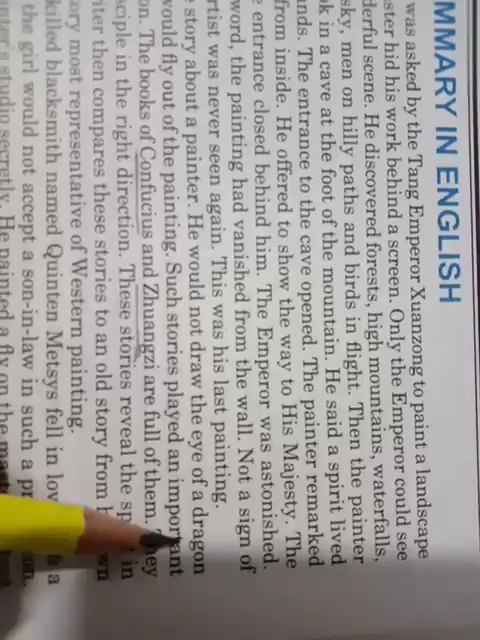 MMARY IN ENGLISH
was asked by the Tang Emperor Xuanzong to paint a landscape
ster hid his work behind a screen. Only the Emperor could see
derful scene. He discovered forests, high mountains, waterfalls,
sky, men on hilly paths and birds in flight. Then the painter
ok in a cave at the foot of the mountain. He said a spirit lived
nds. The entrance to the cave opened. The painter remarked
from inside. He offered to show the way to His Majesty. The
e entrance closed behind him. The Emperor was astonished.
word, the painting had vanished from the wall. Not a sign of
rtist was never seen again. This was his last painting.
e story about a painter. He would not draw the eye of a dragon
would fly out of the painting. Such stories played an important
on. The books of Confucius and Zhuangzi are full of them. They
ciple in the right direction. These stories reveal the sp in
iter then compares these stories to an old story from h wn
ory most representative of Western painting.
killed blacksmith named Quinten Metsys fell in lov a
the girl would not accept a son-in-law in such a pr on.
ter's studio secretly. He painted a fly on the